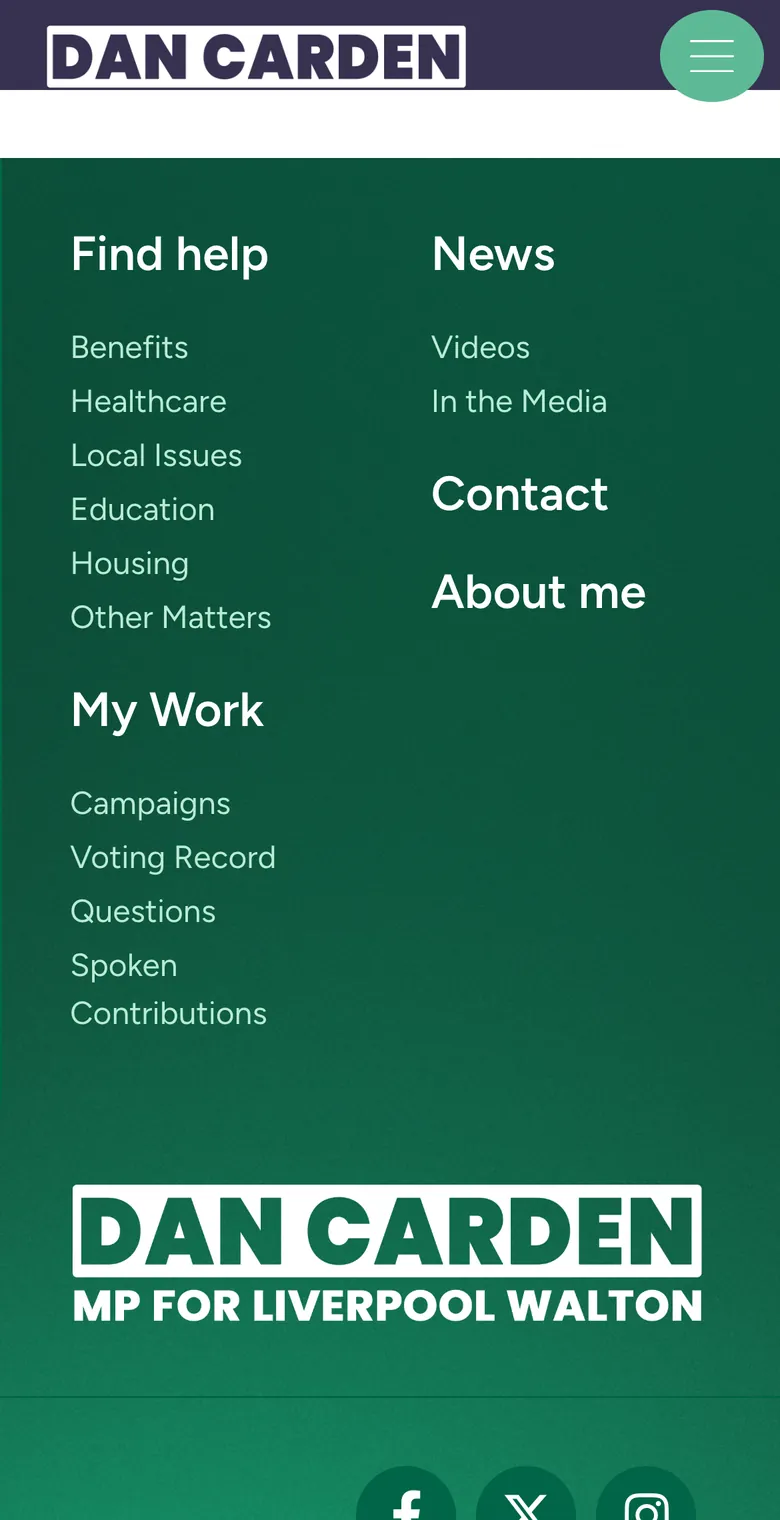 DAN CARDEN
Find help
Benefits
Healthcare
Local Issues
Education
Housing
Other Matters
My Work
Campaigns
Voting Record
Questions
Spoken
Contributions
News
Videos
In the Media
Contact
About me
DAN CARDEN
MP FOR LIVERPOOL WALTON